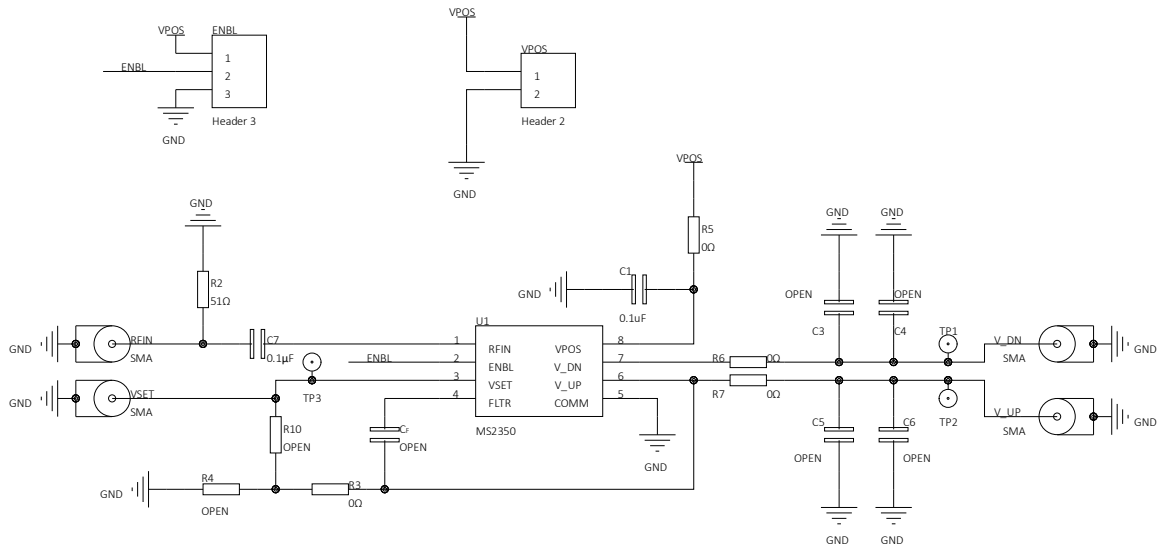 VPOS
ENBL
ENBL
1
2
3
GND
Header 3
VPOS
VPOS
1
2
Header 2
GND
VPOS
R5
0Ω
C1
GND
0.1uF
GND
R2
51Ω
GND
RFIN
SMA
C7
0.1µF
GND
VSET
SMA
TP3
ENBL
1
2
3
4
U1
RFIN
ENBL
VSET
FLTR
VPOS
V_DN
V_UP
COMM
MS2350
8
7
6
5
GND
R10
OPEN
CF
OPEN
GND
R4
OPEN
R3
0Ω
GND
GND
OPEN
OPEN
C3
C4
R6
0Ω
R7
0Ω
TP1
V_DN
SMA
GND
TP2
V_UP
SMA
GND
C5
OPEN
C6
OPEN
GND
GND